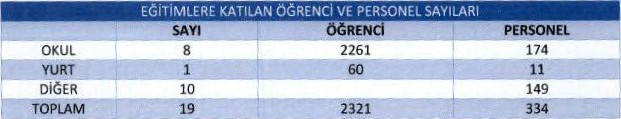 EĞİTİMLERE KATILAN ÖĞRENCİ VE PERSONEL SAYILARI
SAYI ÖĞRENCİ PERSONEL
OKUL 8 2261 174
YURT 1 60 11
DİĞER 10 149
TOPLAM 19 2321 334